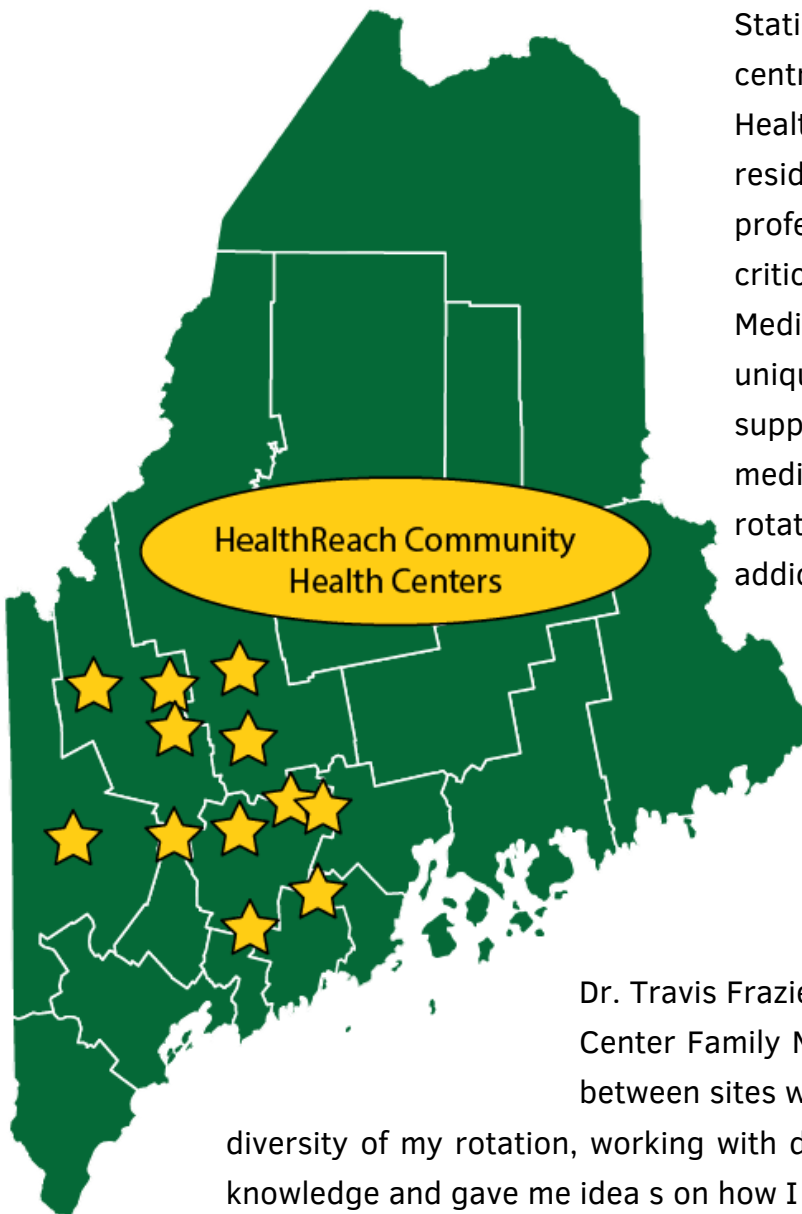 Stati
centr
Healt
resid
profe
critic
Medi
uniqu
supp
medi
rotat
addic
HealthReach Community
Health Centers
Dr. Travis Frazie
Center Family M
between sites w
diversity of my rotation, working with d
knowledge and gave me idea s on how I